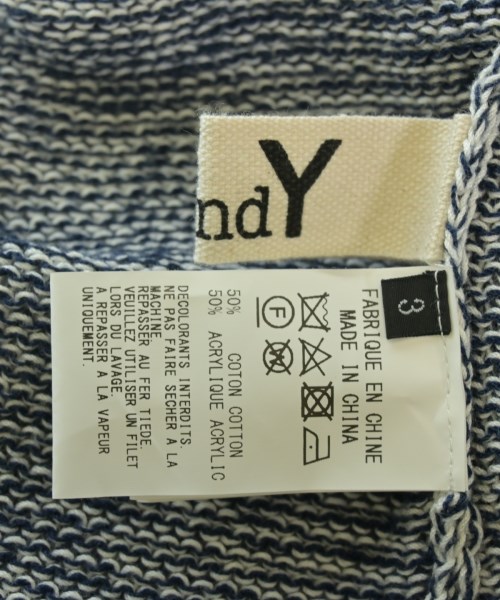 ndY
3
FABRIQUE EN CHINE
MADE IN CHINA
F
50% COTON COTTON
50% ACRYLIQUE ACRYLIC
DECOLORANTS INTERDITS.
NE PAS FAIRE SECHER A LA
MACHINE.
REPASSER AU FER TIEDE.
VEUILLEZ UTILISER UN FILET
LORS DU LAVAGE.
A REPASSER A LA VAPEUR
UNIQUEMENT.